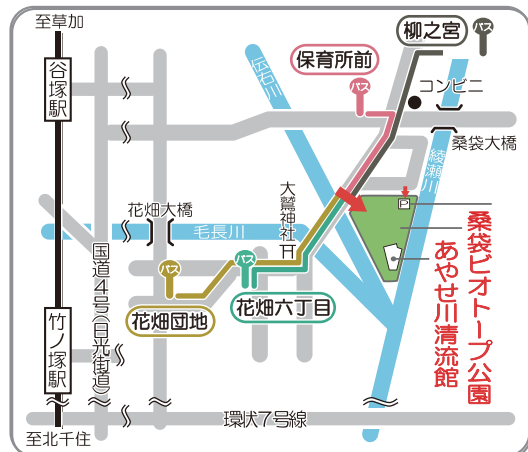 至草加
谷塚駅
竹ノ塚駅
至北千住
国道4号(日光街道)
花畑大橋
毛長川
伝右川
大鷲神社
保育所前
バス
柳之宮
バス
コンビニ
桑袋大橋
綾瀬川
P
桑袋ビオトープ公園
あやせ川清流館
バス
花畑団地
バス
花畑六丁目
環状7号線